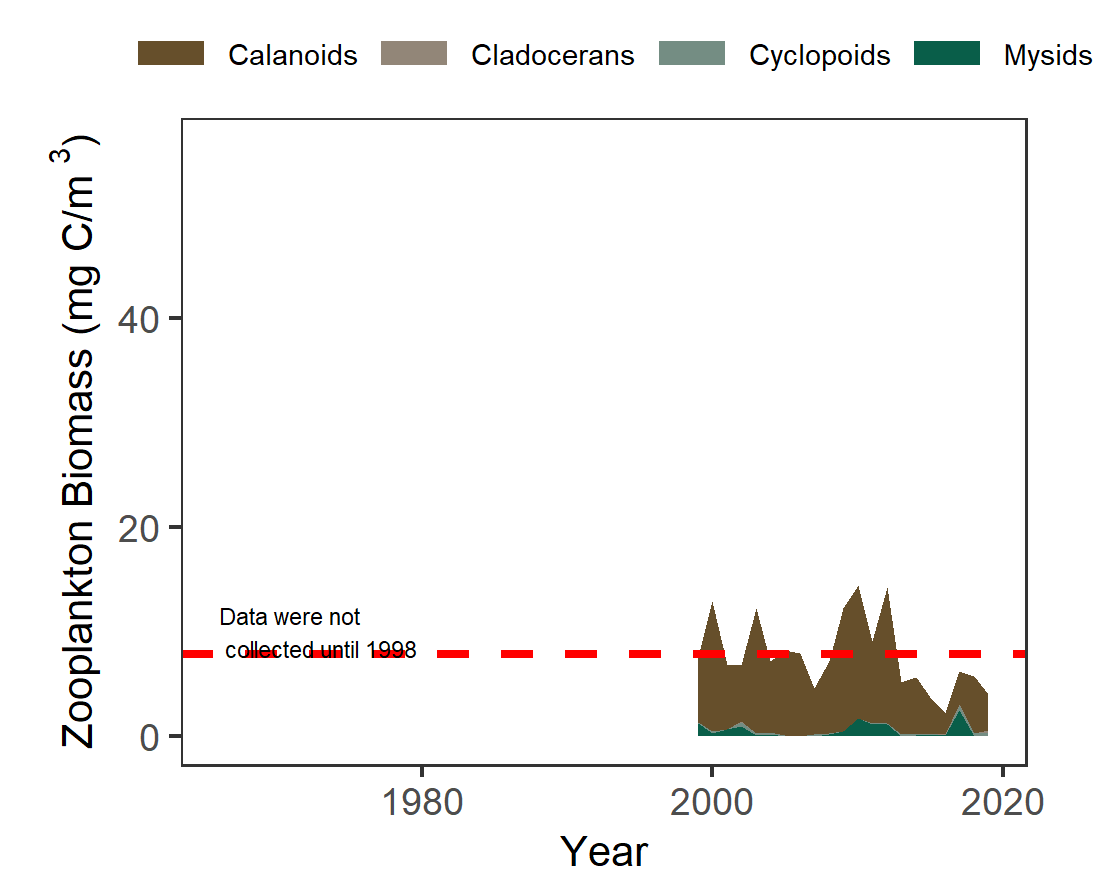 Calanoids Cladocerans Cyclopoids Mysids
Zooplankton Biomass (mg C/m ³)
40
20
0
Data were not
collected until 1998
1980 2000 2020
Year